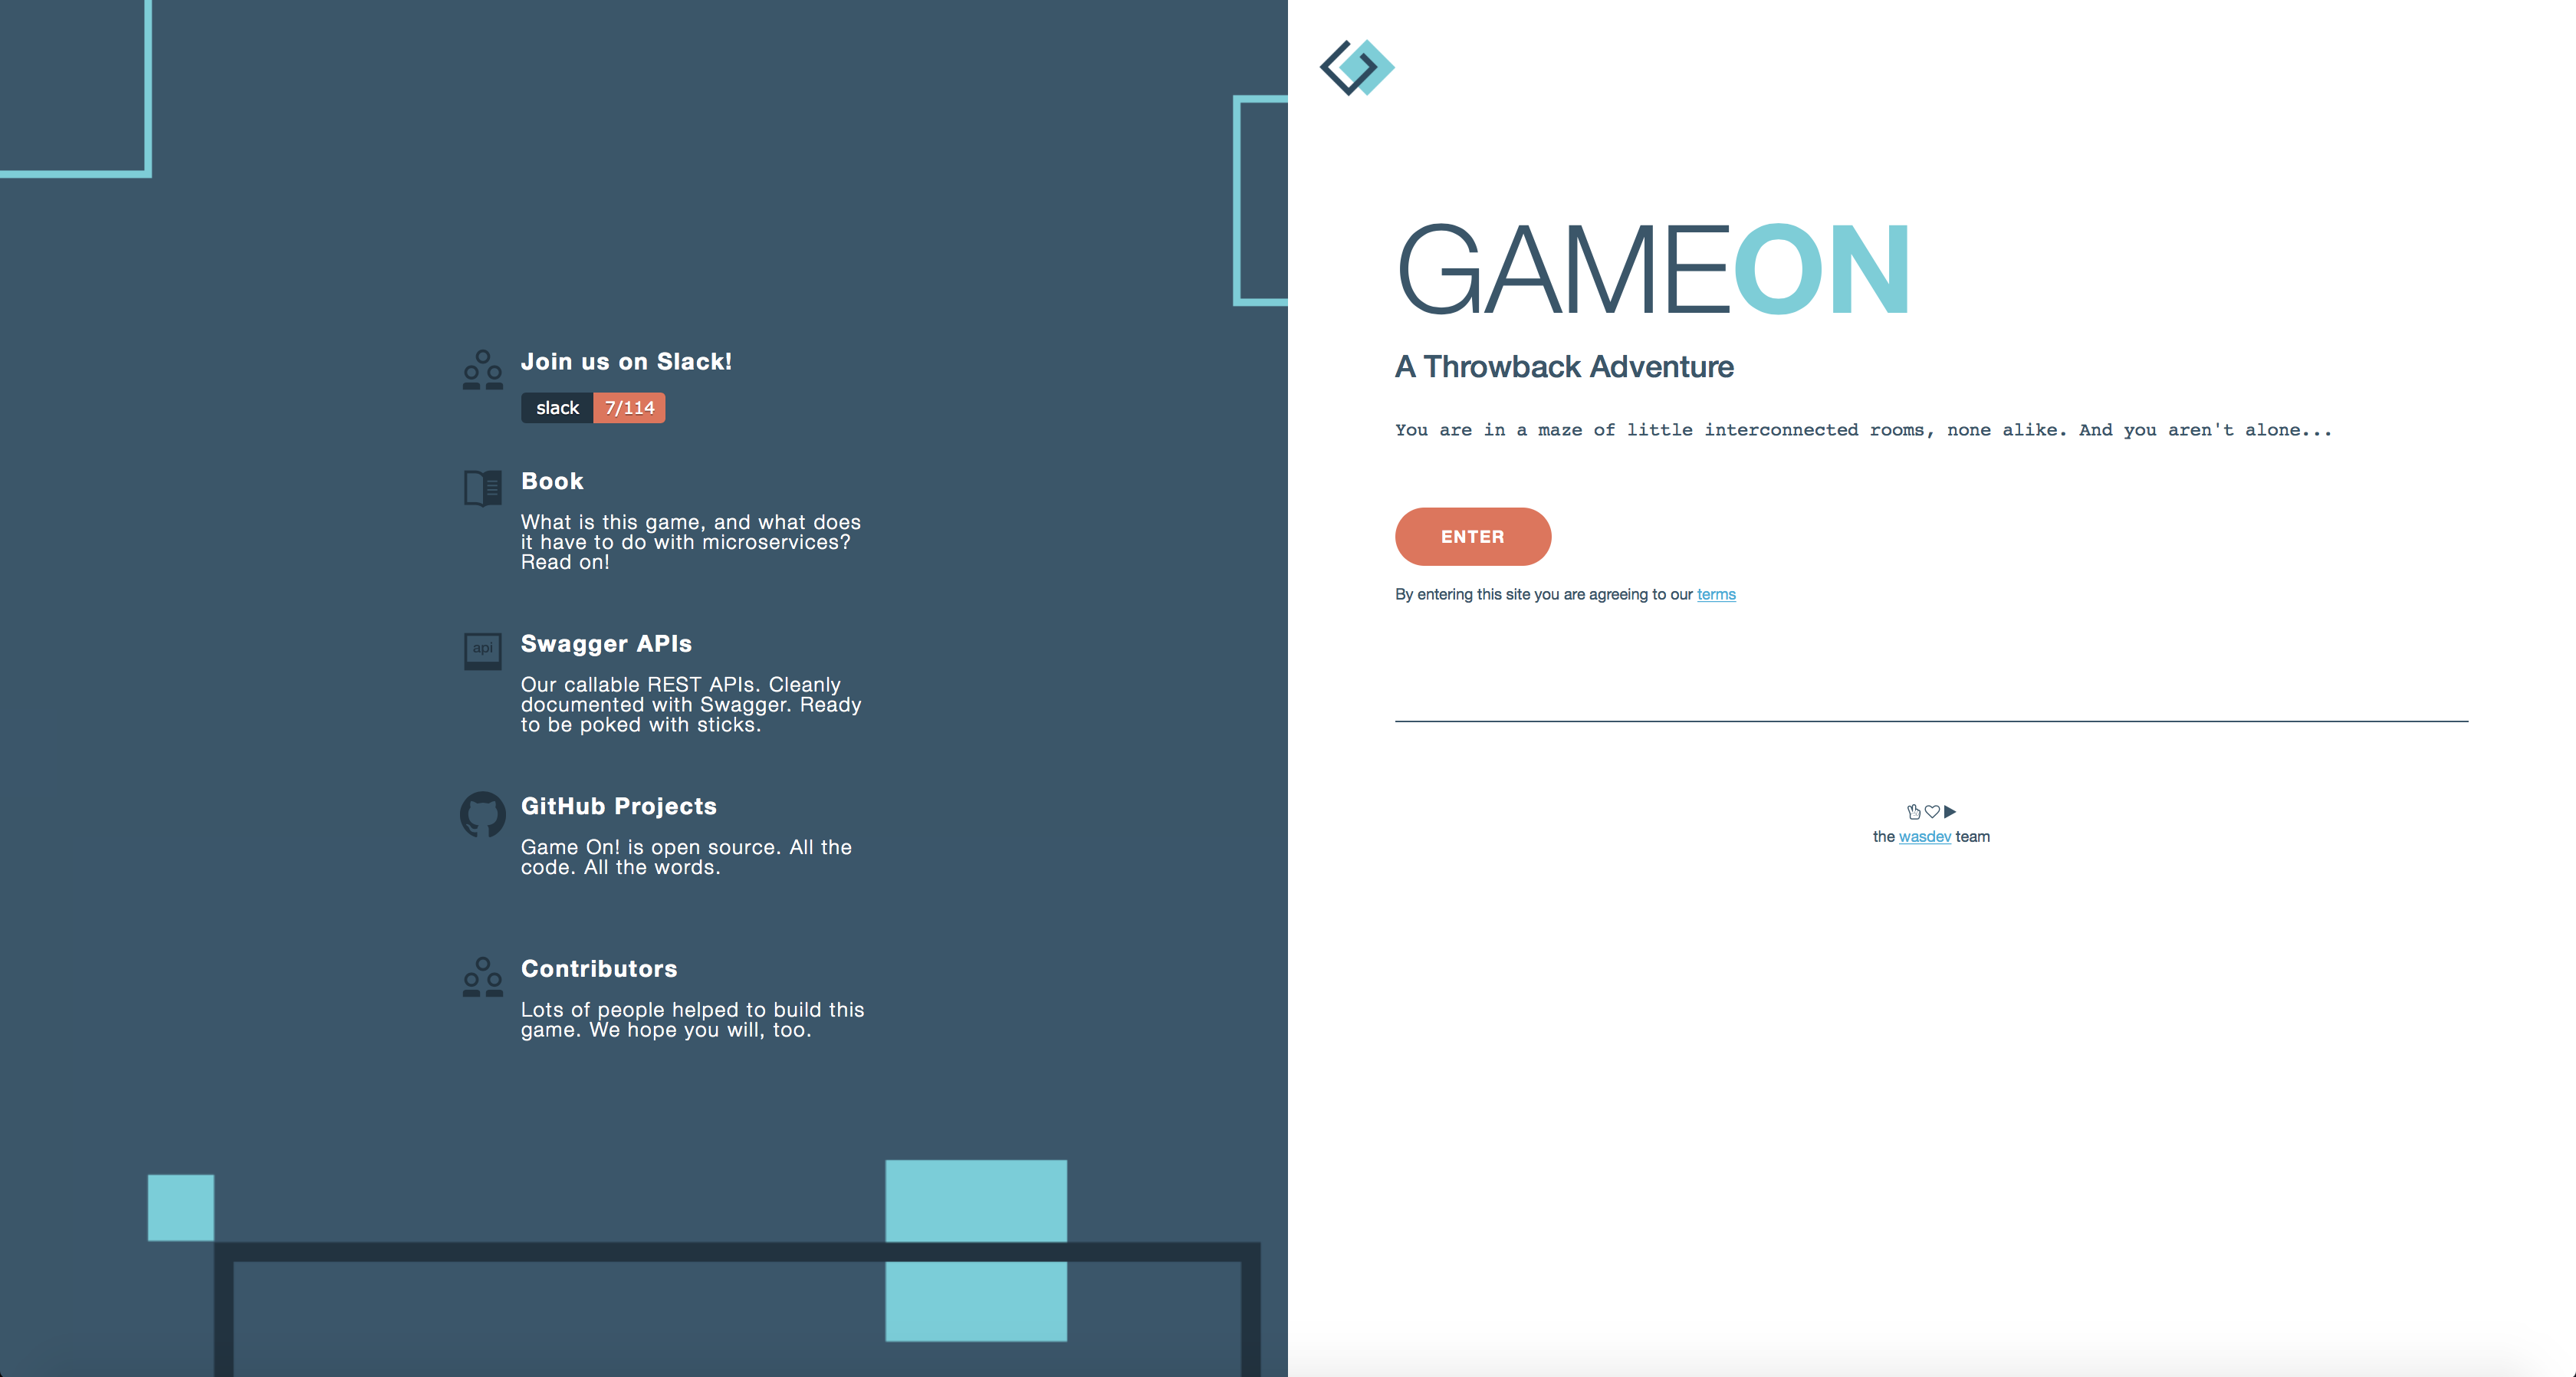 Join us on Slack!
slack 7/114
Book
What is this game, and what does
it have to do with microservices?
Read on!
api
Swagger APIs
Our callable REST APIs. Cleanly
documented with Swagger. Ready
to be poked with sticks.
GitHub Projects
Game On! is open source. All the
code. All the words.
Contributors
Lots of people helped to build this
game. We hope you will, too.
GAMEON
A Throwback Adventure
You are in a maze of little interconnected rooms, none alike. And you aren't alone...
ENTER
By entering this site you are agreeing to our terms
the wasdev team